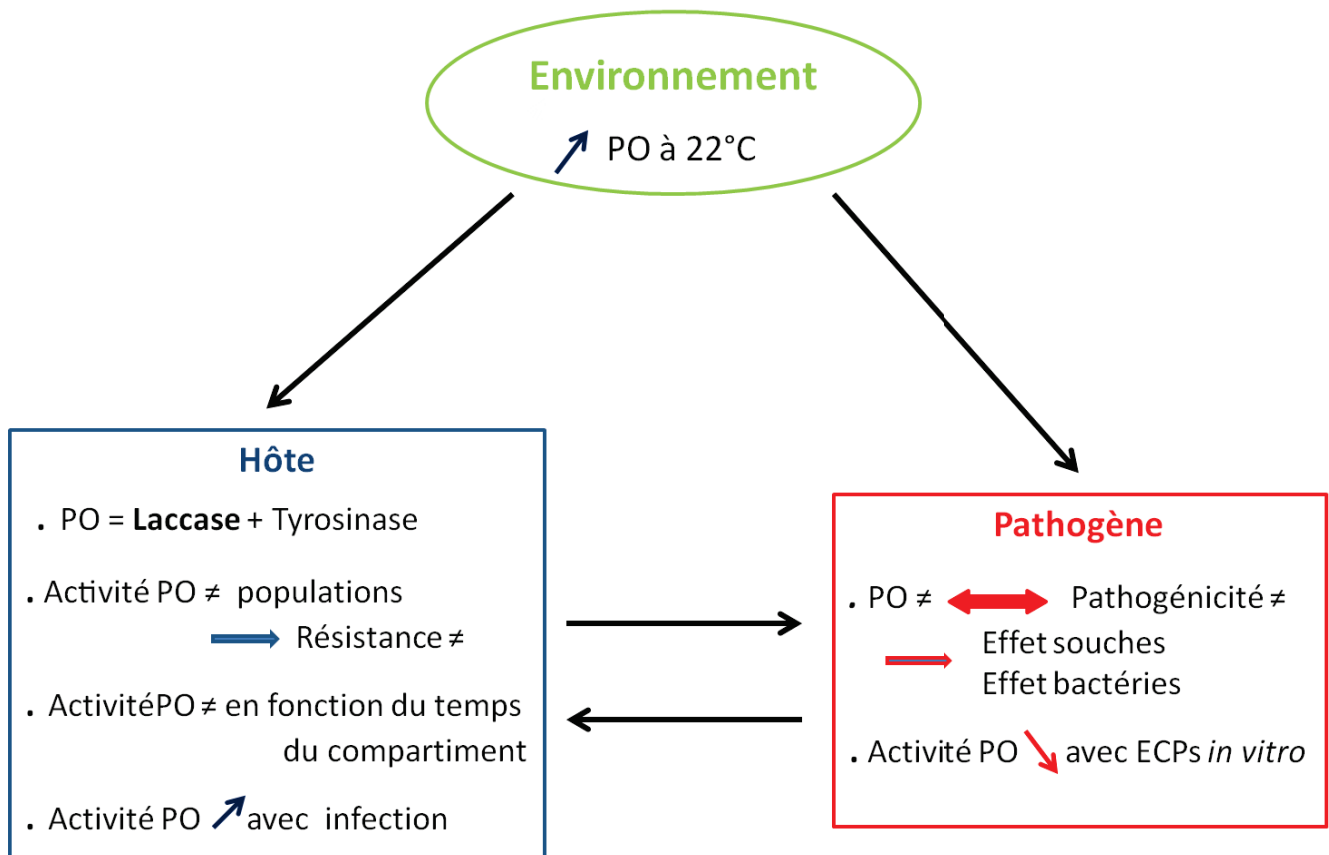 Environnement
PO à 22°C
Hôte
. PO = Laccase + Tyrosinase
. Activité PO ≠ populations
Résistance ≠
. ActivitéPO ≠ en fonction du temps
du compartiment
. Activité PO avec infection
Pathogène
. PO ≠ Pathogénicité ≠
Effet souches
Effet bactéries
. Activité PO avec ECPs in vitro